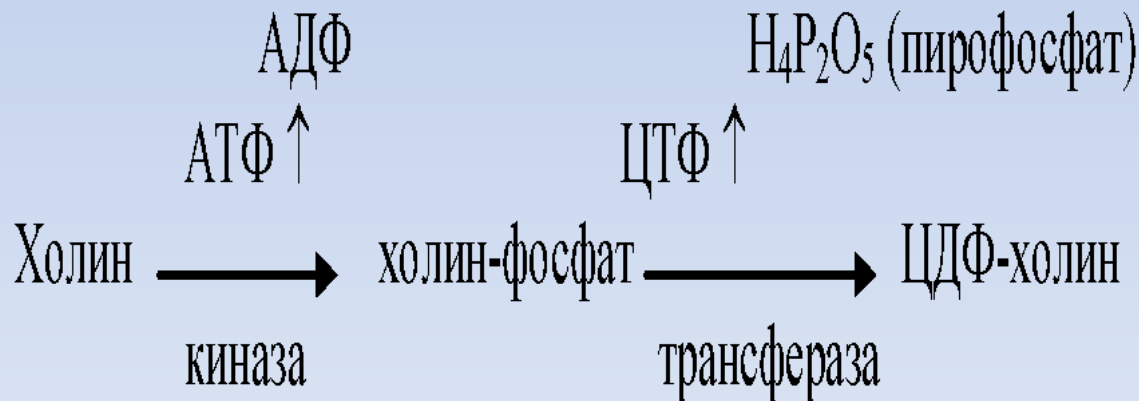 АДФ H₄P₂O₅ (пирофосфат)
АТФ ↑ ЦТФ ↑
Холин → холин-фосфат → ЦДФ-холин
киназа трансфераза